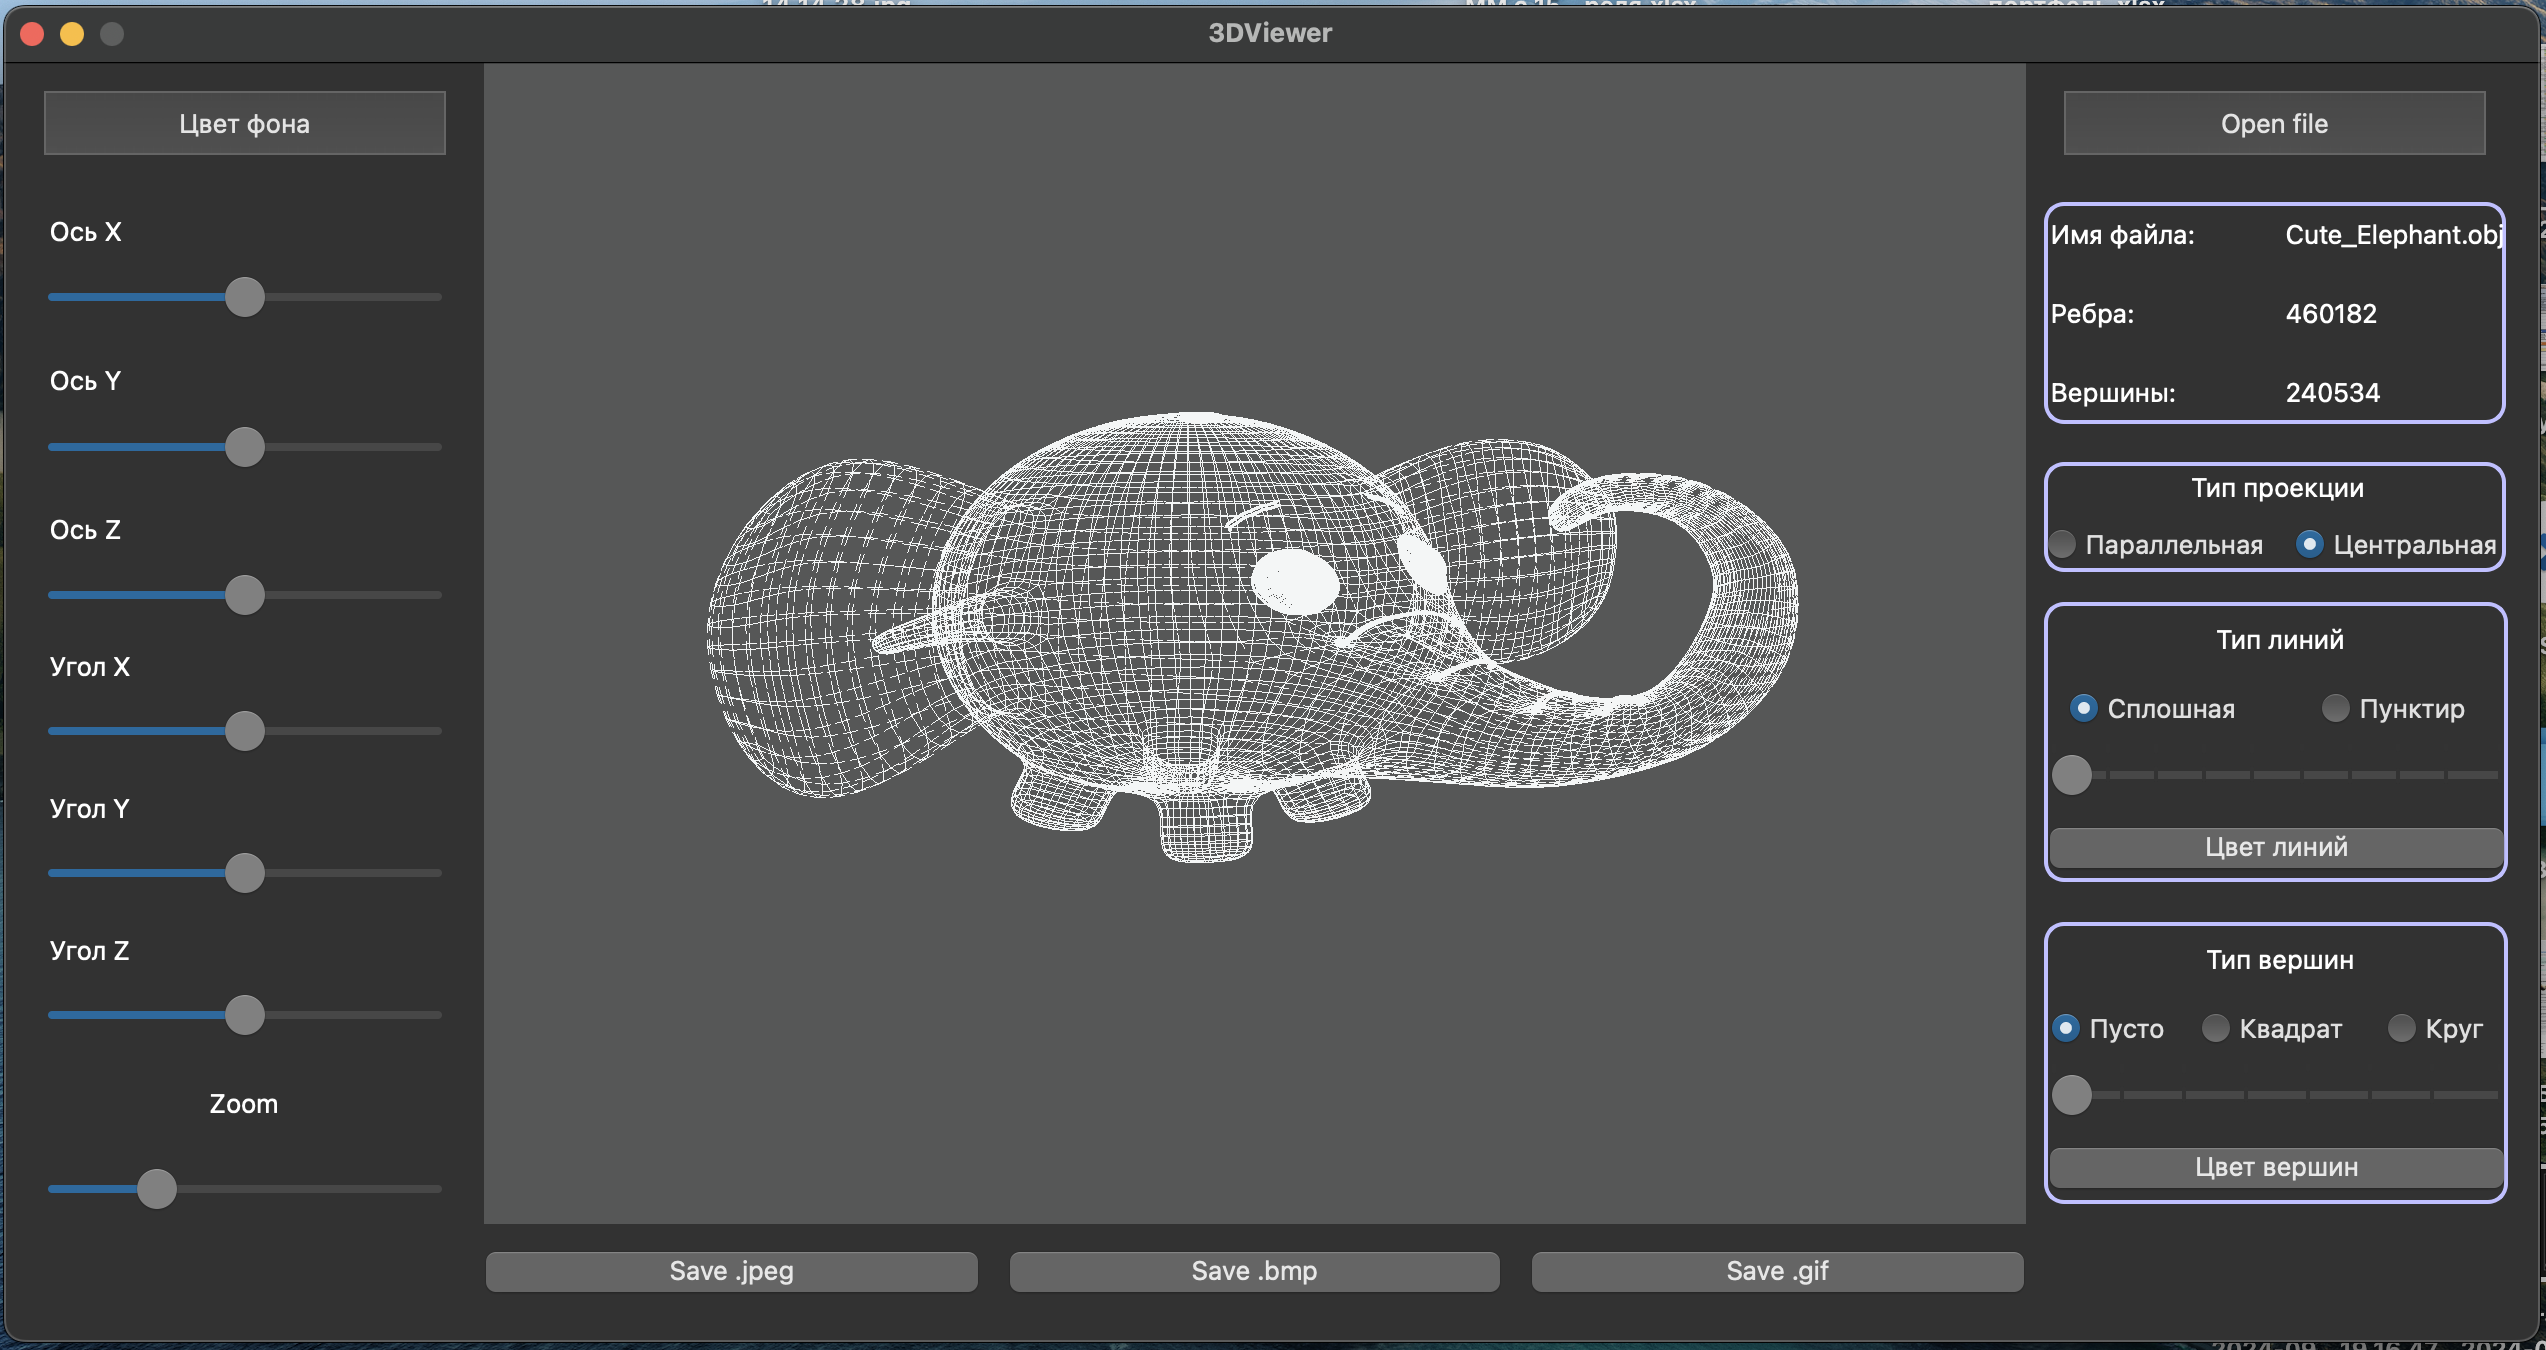 3DViewer
Цвет фона
Ось X
Ось Y
Ось Z
Угол X
Угол Y
Угол Z
Zoom
Save .jpeg
Save .bmp
Save .gif
Open file
Имя файла: Cute_Elephant.obj
Ребра: 460182
Вершины: 240534
Тип проекции
Параллельная Центральная
Тип линий
Сплошная Пунктир
Цвет линий
Тип вершин
Пусто Квадрат Круг
Цвет вершин